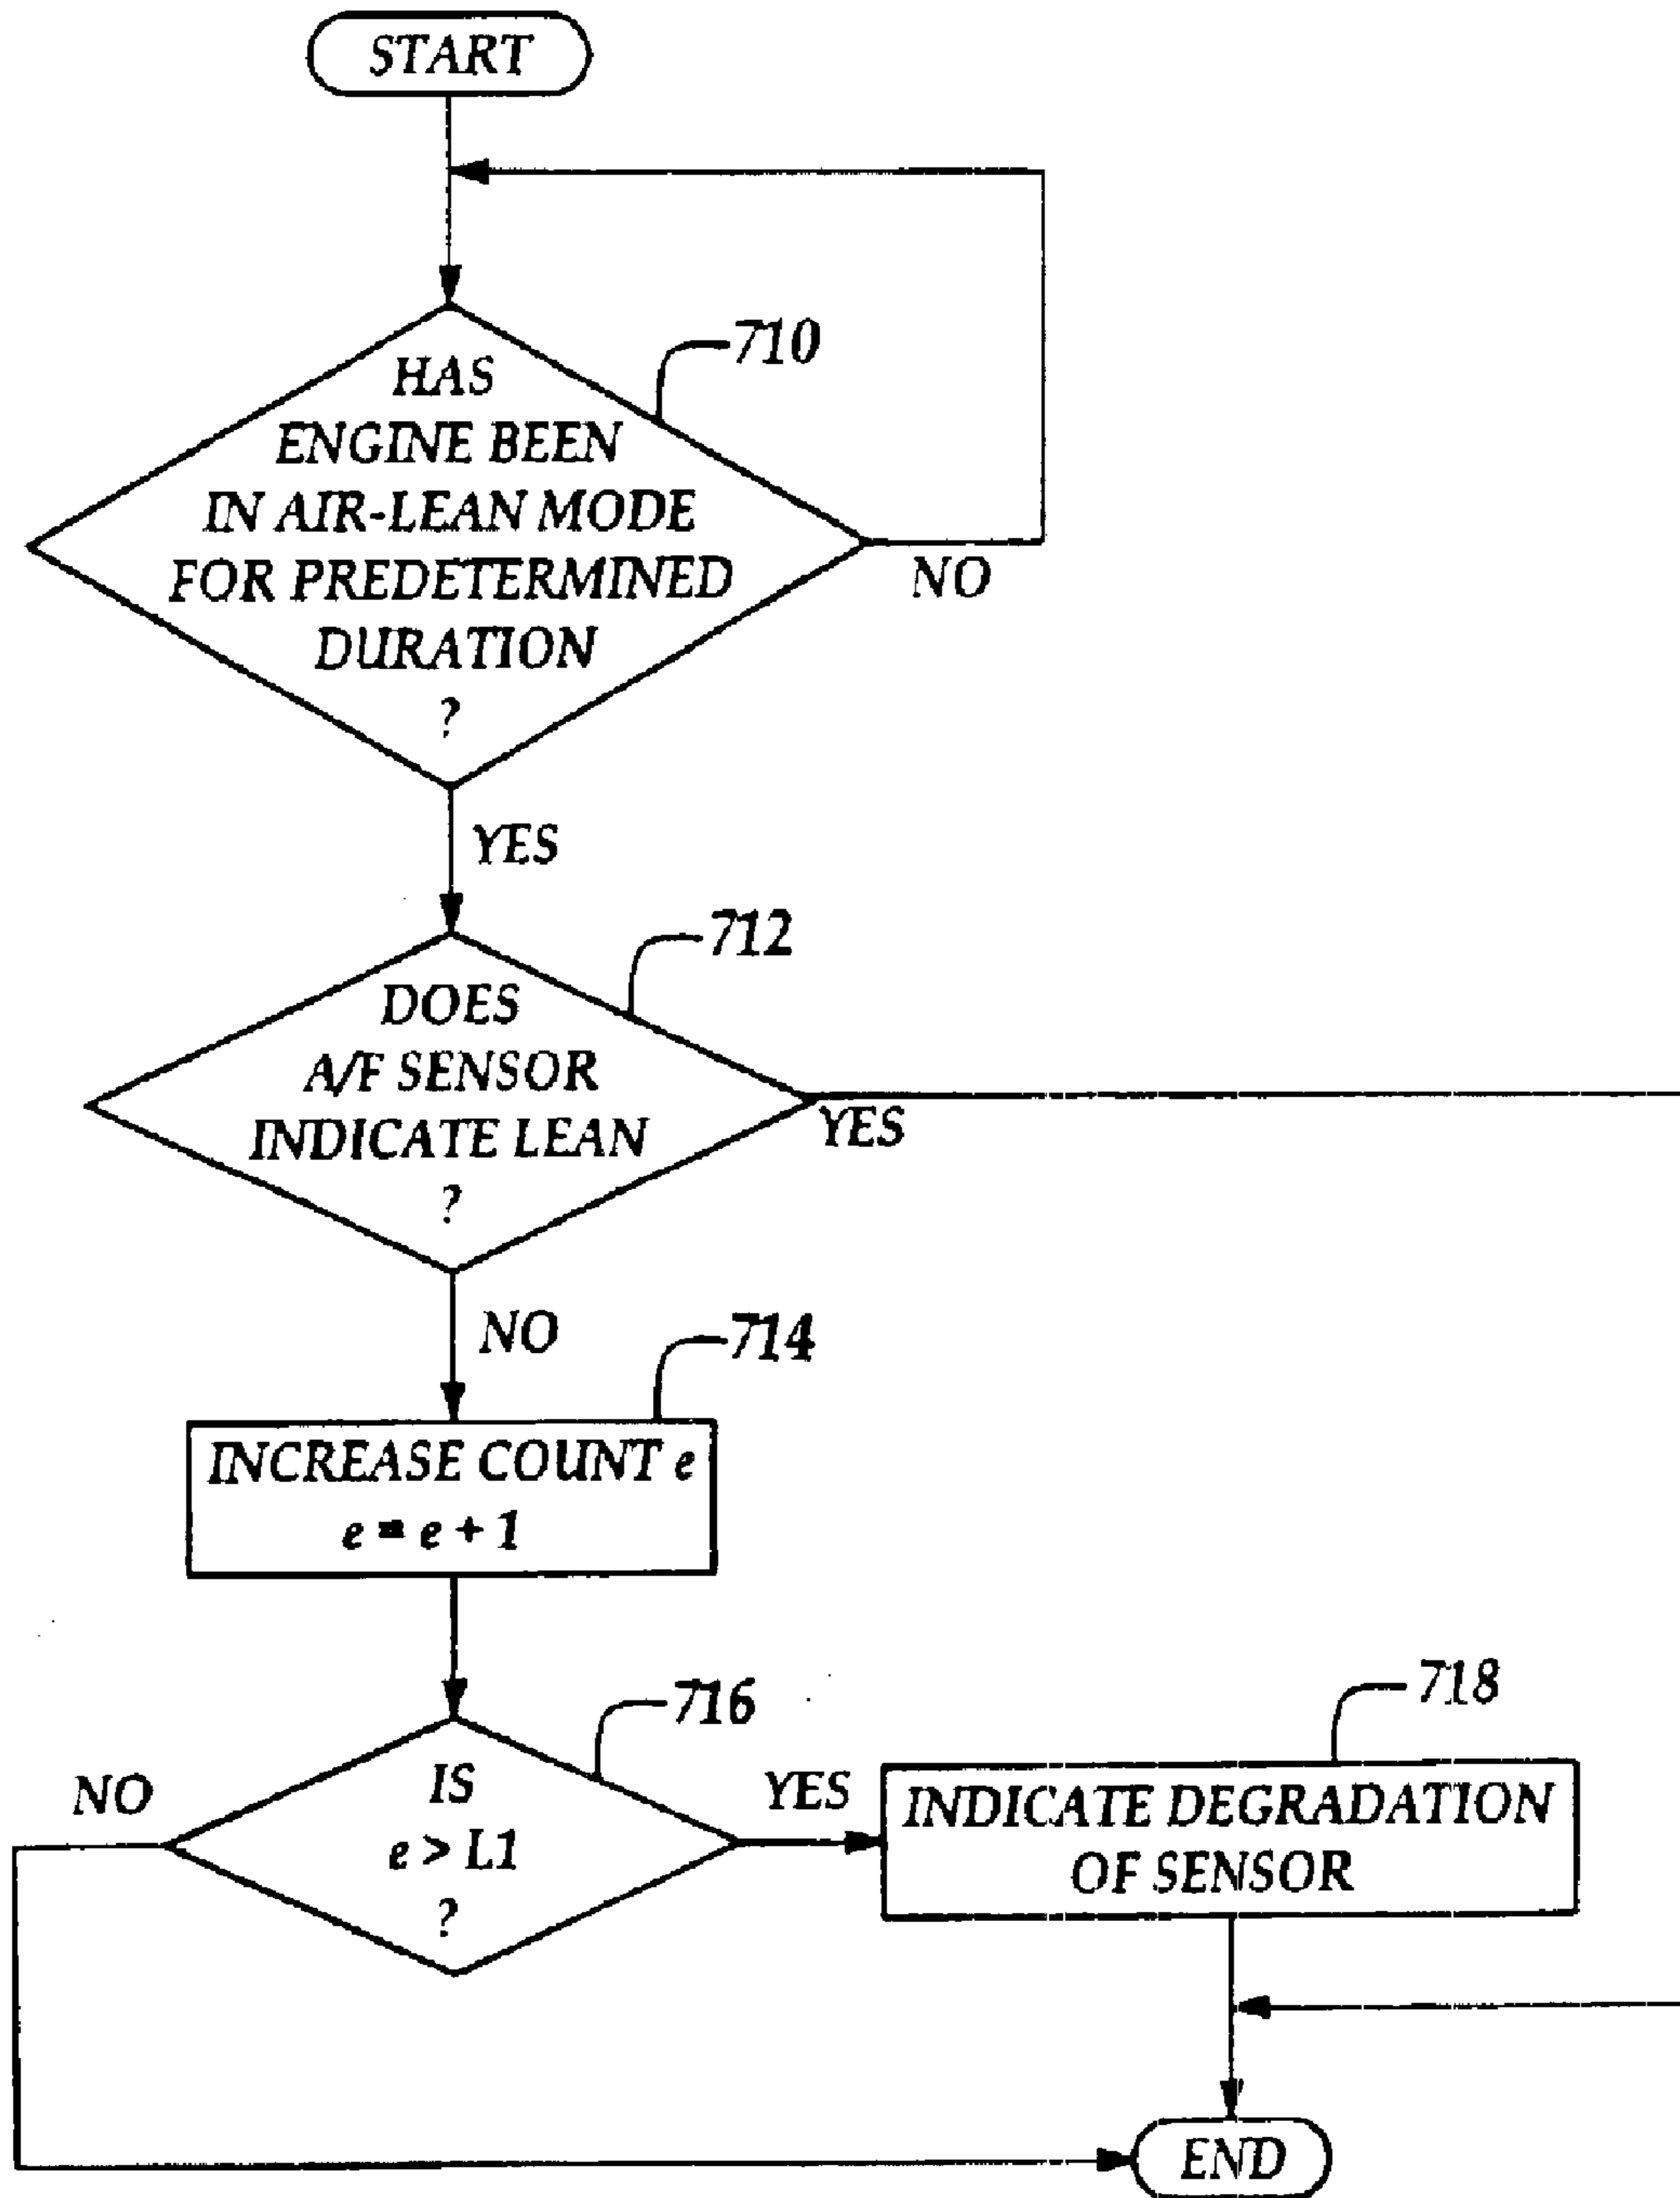 START
710
HAS
ENGINE BEEN
IN AIR-LEAN MODE
FOR PREDETERMINED
DURATION
?
NO
YES
712
DOES
A/F SENSOR
INDICATE LEAN
?
YES
NO
714
INCREASE COUNT e
e = e + 1
716
IS
e > L1
?
NO
YES
718
INDICATE DEGRADATION
OF SENSOR
END